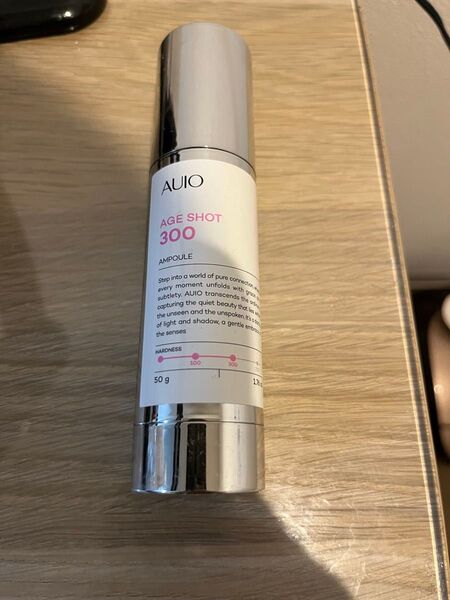 AUIO
AGE SHOT
300
AMPOULE
Step into a world of pure connection
every moment unfolds with
subtlety. AUIO transcends the
capturing the quiet beauty that
the unseen and the unspoken. It's a
of light and shadow, a gentle
the senses
HARDNESS
100 300
50 g